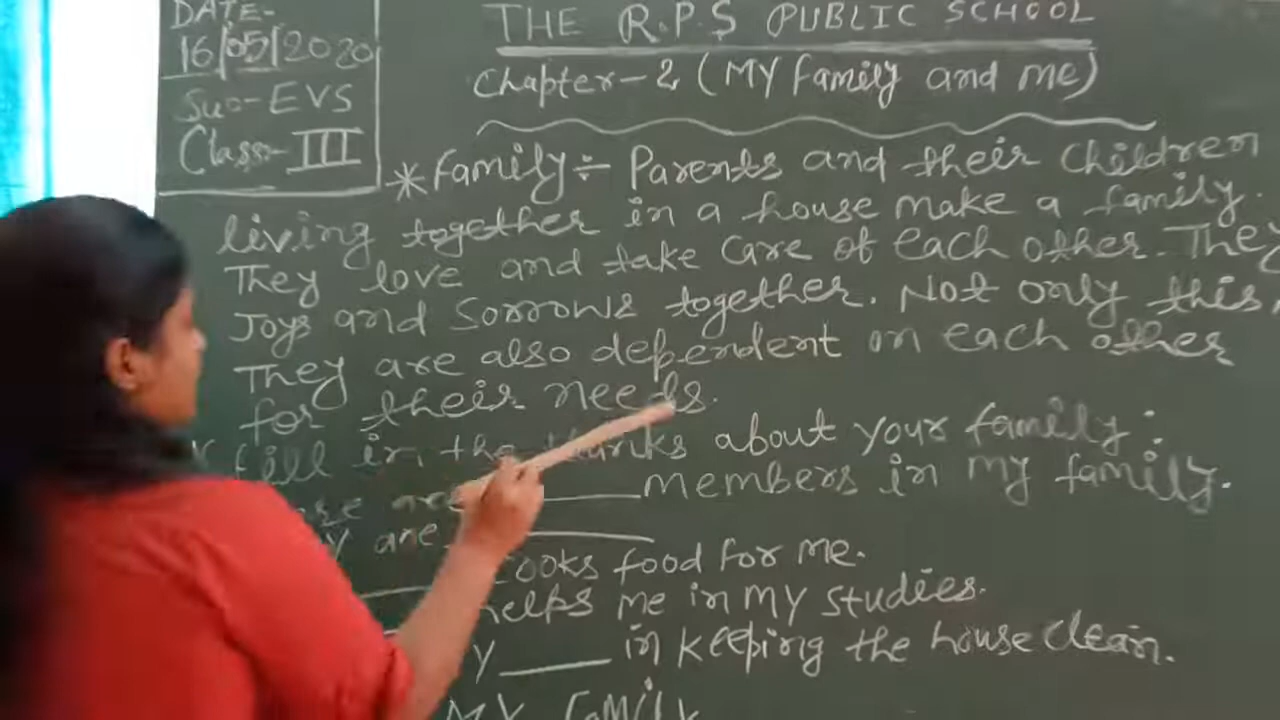 DATE-
16/05/2020
Sub-EVS
Class-III
THE R.P.S PUBLIC SCHOOL
Chapter-2 (MY family and me)
*Family:- Parents and their Children
living together in a house make a family.
They love and take care of each other. They
Joys and Sorrows together. Not only this,
They are also dependent on each other
for their needs.
fill in the about your family:
are members in my family.
are
cooks food for me.
helps me in my studies.
in keeping the house clean.
MY family